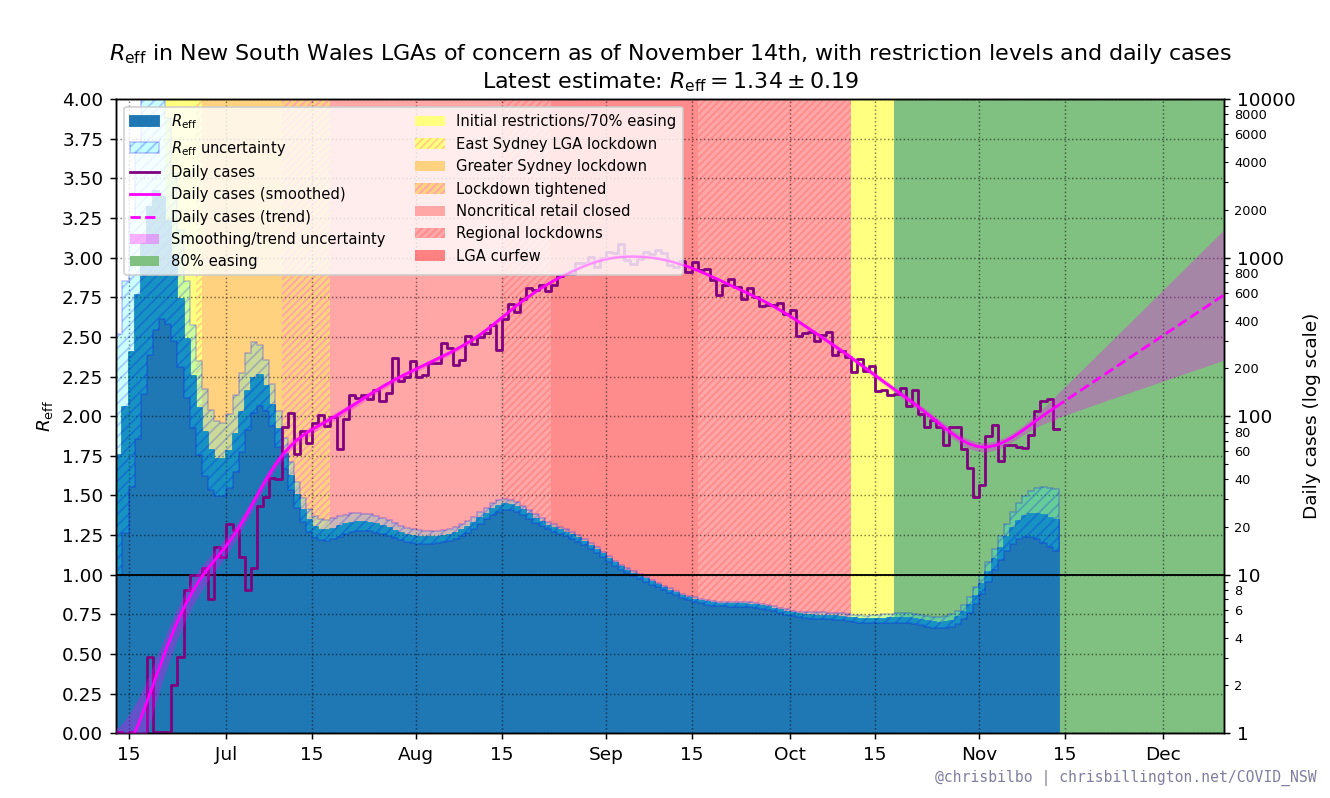 R_eff in New South Wales LGAs of concern as of November 14th, with restriction levels and daily cases
Latest estimate: R_eff = 1.34 ± 0.19
R_eff
R_eff uncertainty
Daily cases
Daily cases (smoothed)
Daily cases (trend)
Smoothing/trend uncertainty
80% easing
Initial restrictions/70% easing
East Sydney LGA lockdown
Greater Sydney lockdown
Lockdown tightened
Noncritical retail closed
Regional lockdowns
LGA curfew
R_eff
4.00
3.75
3.50
3.25
3.00
2.75
2.50
2.25
2.00
1.75
1.50
1.25
1.00
0.75
0.50
0.25
0.00
15 Jul 15 Aug 15 Sep 15 Oct 15 Nov 15 Dec
10000
8000
6000
4000
2000
1000
800
600
400
200
100
80
60
40
20
10
8
6
4
2
1
Daily cases (log scale)
@chrisbilbo | chrisbillington.net/COVID_NSW